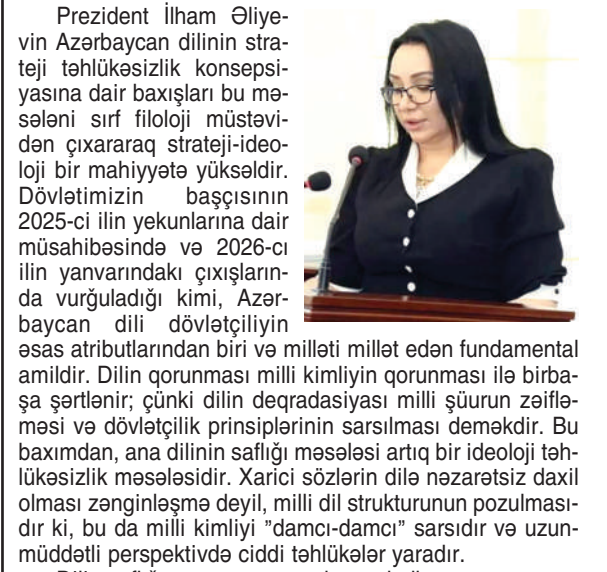 Prezident İlham Əliye-
vin Azərbaycan dilinin stra-
teji təhlükəsizlik konsepsi-
yasına dair baxışları bu mə-
sələni sırf filoloji müstəvi-
dən çıxararaq strateji-ideo-
loji bir mahiyyətə yüksəldir.
Dövlətimizin başçısının
2025-ci ilin yekunlarına dair
müsahibəsində və 2026-cı
ilin yanvarındakı çıxışların-
da vurğuladığı kimi, Azər-
baycan dili dövlətçiliyin
əsas atributlarından biri və milləti millət edən fundamental
amildir. Dilin qorunması milli kimliyin qorunması ilə birba-
şa şərtlənir; çünki dilin deqradasiyası milli şüurun zəiflə-
məsi və dövlətçilik prinsiplərinin sarsılması deməkdir. Bu
baxımdan, ana dilinin saflığı məsələsi artıq bir ideoloji təh-
lükəsizlik məsələsidir. Xarici sözlərin dilə nəzarətsiz daxil
olması zənginləşmə deyil, milli dil strukturunun pozulması-
dır ki, bu da milli kimliyi ”damcı-damcı” sarsıdır və uzun-
müddətli perspektivdə ciddi təhlükələr yaradır.